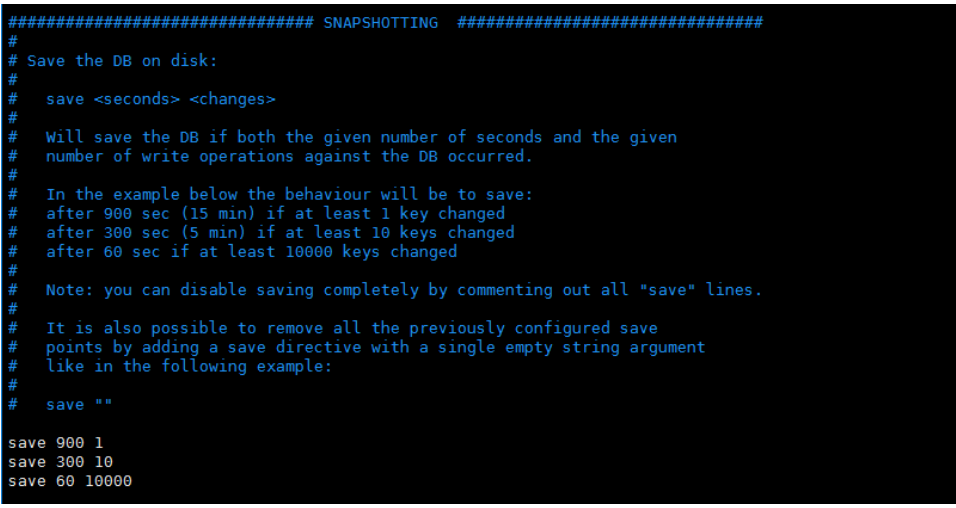 ################################ SNAPSHOTTING  ################################
#
# Save the DB on disk:
#
#   save <seconds> <changes>
#
#   Will save the DB if both the given number of seconds and the given
#   number of write operations against the DB occurred.
#
#   In the example below the behaviour will be to save:
#   after 900 sec (15 min) if at least 1 key changed
#   after 300 sec (5 min) if at least 10 keys changed
#   after 60 sec if at least 10000 keys changed
#
#   Note: you can disable saving completely by commenting out all "save" lines.
#
#   It is also possible to remove all the previously configured save
#   points by adding a save directive with a single empty string argument
#   like in the following example:
#
#   save ""

save 900 1
save 300 10
save 60 10000